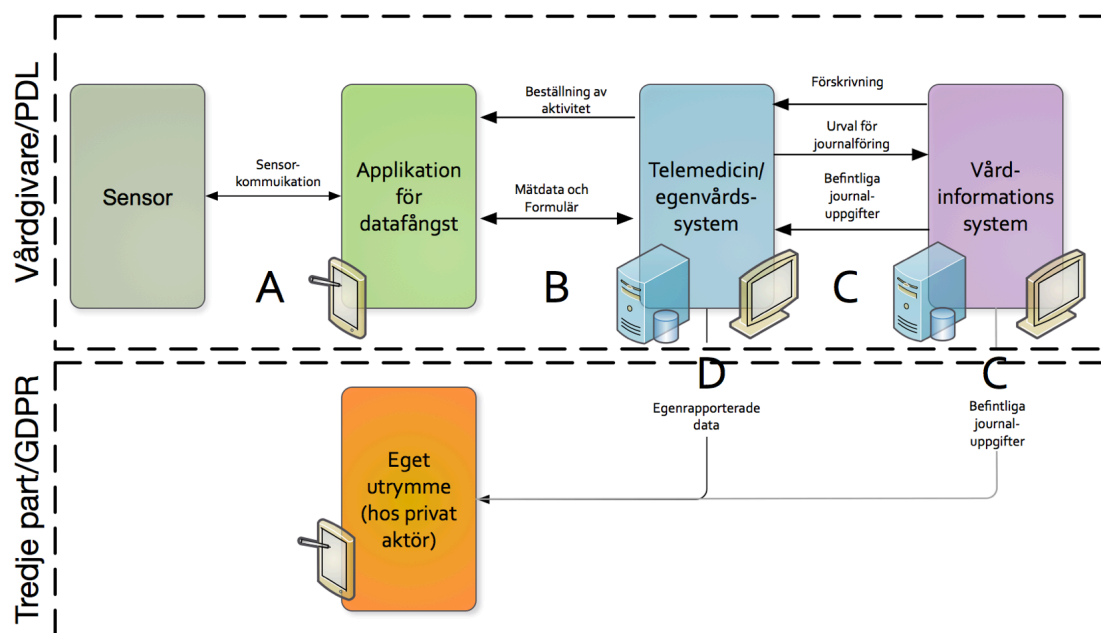 Vårdgivare/PDL
Sensor
Sensor-
kommuikation
A
Applikation
för
datafångst
Beställning av
aktivitet
Mätdata och
Formulär
B
Telemedicin/
egenvårds-
system
Förskrivning
Urval för
journalföring
Befintliga
journal-
uppgifter
C
Vård-
informations
system
Tredje part/GDPR
D
Egenrapporterade
data
C
Befintliga
journal-
uppgifter
Eget
utrymme
(hos privat
aktör)